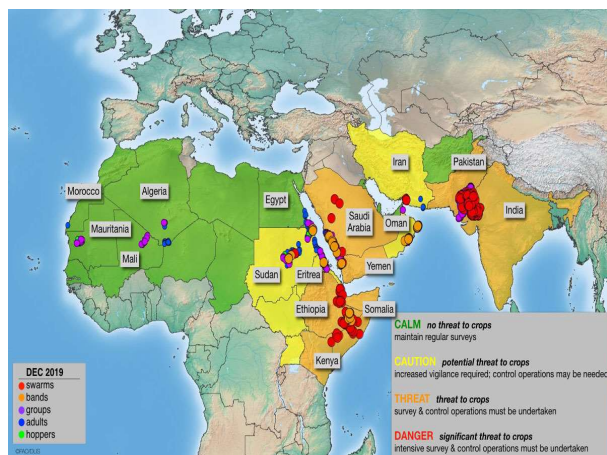 Iran
Pakistan
Morocco
Algeria
Egypt
Saudi
Arabia
India
Mauritania
Oman
Mali
Sudan
Eritrea
Yemen
Ethiopia
Somalia
Kenya
CALM no threat to crops
maintain regular surveys
CAUTION potential threat to crops
increased vigilance required; control operations may be needed
THREAT threat to crops
survey & control operations must be undertaken
DANGER significant threat to crops
intensive survey & control operations must be undertaken
DEC 2019
swarms
bands
groups
adults
hoppers